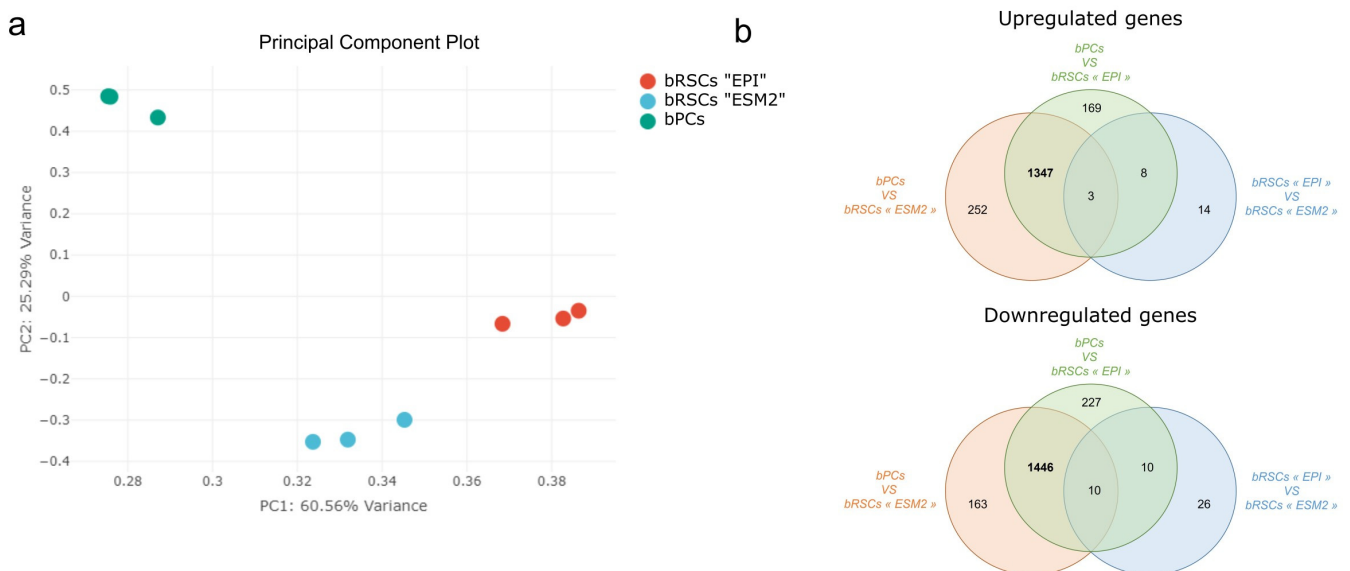 a
Principal Component Plot
0.5
0.4
0.3
0.2
0.1
0
−0.1
−0.2
−0.3
−0.4
PC2: 25.29% Variance
0.28
0.3
0.32
0.34
0.36
0.38
PC1: 60.56% Variance
bRSCs "EPI"
bRSCs "ESM2"
bPCs
b
Upregulated genes
bPCs
VS
bRSCs « EPI »
169
1347
8
3
252
14
bPCs
VS
bRSCs « ESM2 »
bRSCs « EPI »
VS
bRSCs « ESM2 »
Downregulated genes
bPCs
VS
bRSCs « EPI »
227
1446
10
10
163
26
bPCs
VS
bRSCs « ESM2 »
bRSCs « EPI »
VS
bRSCs « ESM2 »